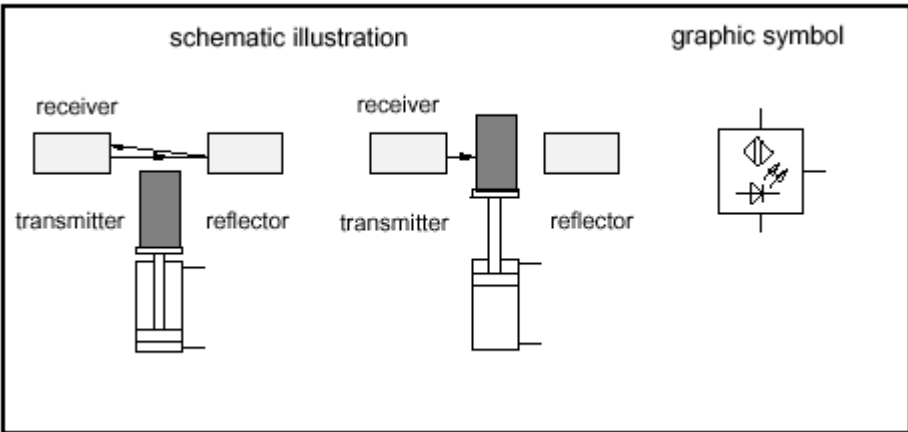 schematic illustration
graphic symbol
receiver
receiver
transmitter
reflector
transmitter
reflector